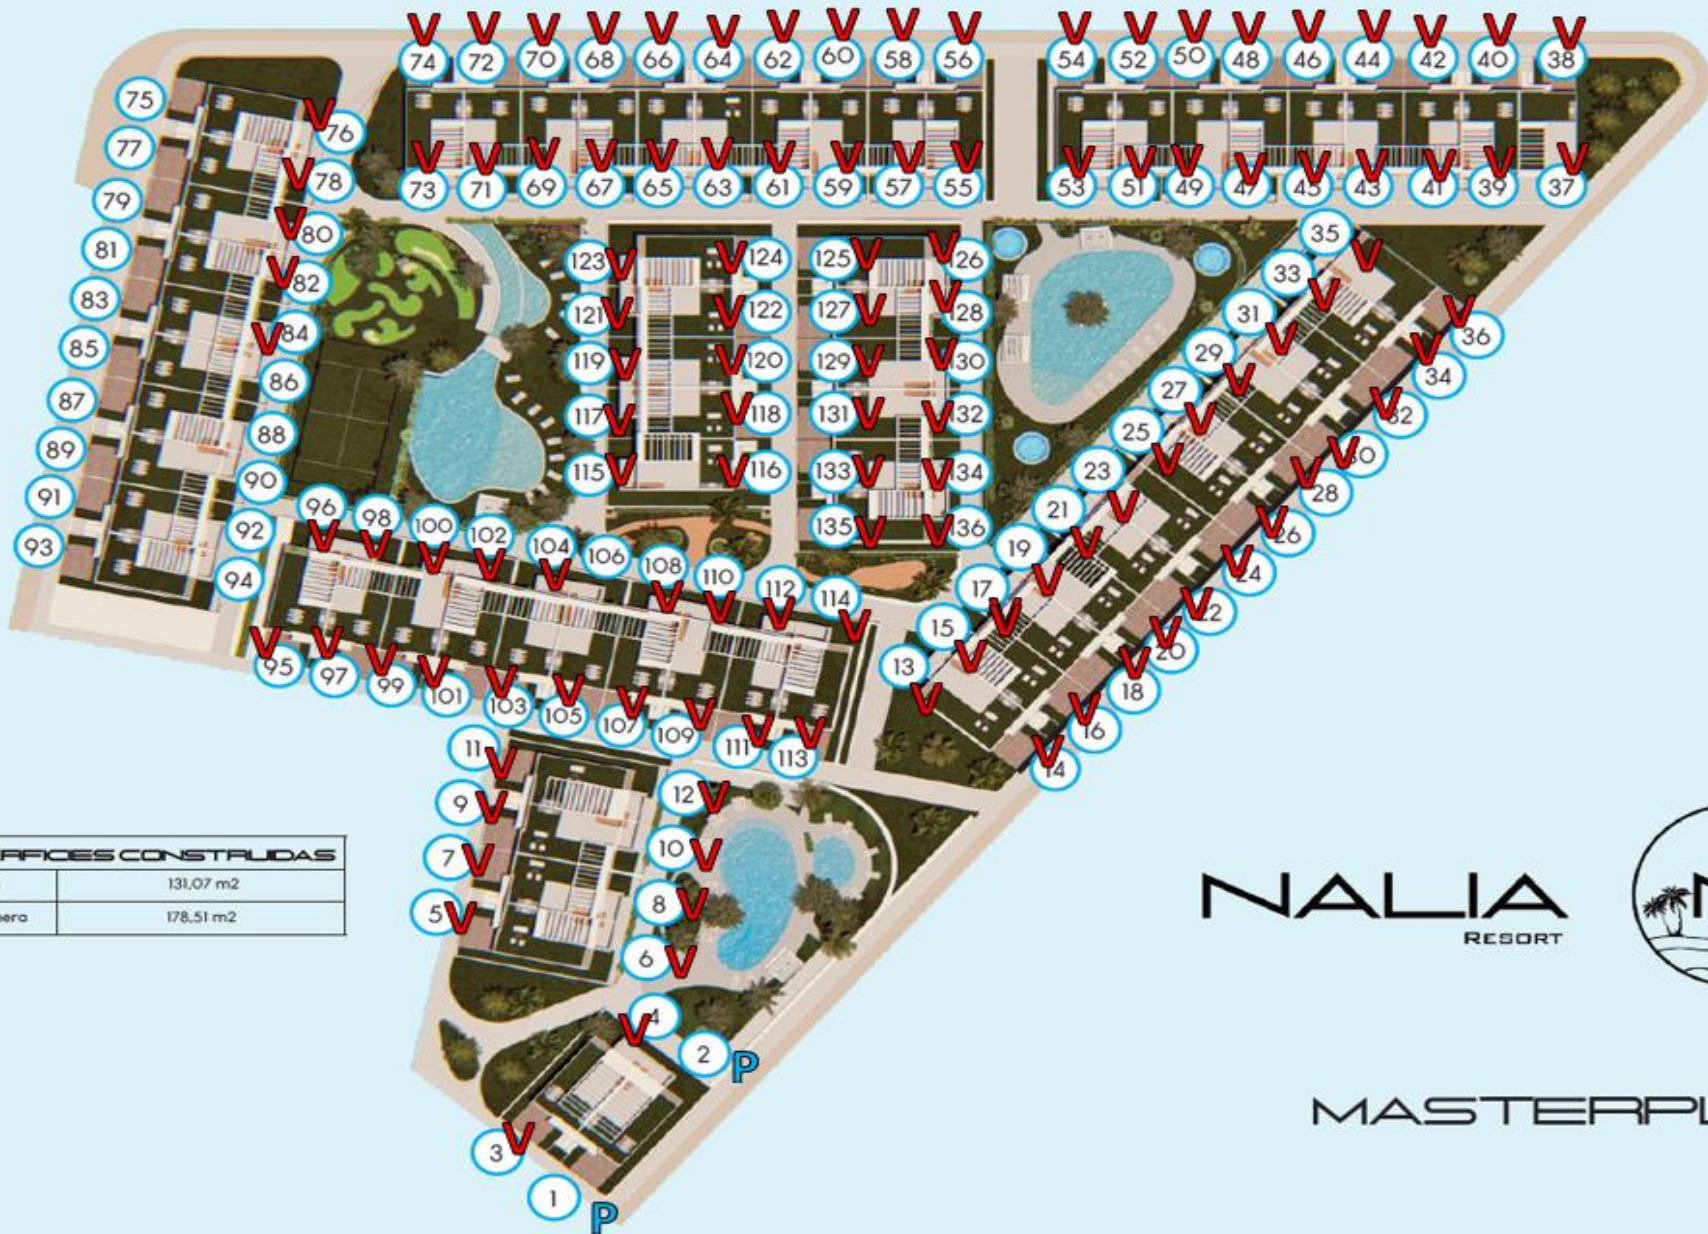 V V V V V V V V V V V V V V V V V V V
74 72 70 68 66 64 62 60 58 56 54 52 50 48 46 44 42 40 38
75
V
76
77
V V V V V V V V V V V V V V V V V V V
73 71 69 67 65 63 61 59 57 55 53 51 49 47 45 43 41 39 37
V
78
79
V
80
81
V
82
83
V
84
85
86
87
88
89
90
91
92
93
94
123 V V 124
121 V V 122
119 V V 120
117 V V 118
115 V V 116
125 V V 126
127 V V 128
129 V V 130
131 V V 132
133 V V 134
135 V V 136
35 V
33 V
31 V
29 V
27 V
25 V
23 V
21 V
19 V
17 V
15 V
13 V
V 36
V 34
V 32
V 30
V 28
V 26
V 24
V 22
V 20
V 18
V 16
V 14
96 98 100 102 104 106 108 110 112 114
V V V V V V V V V
V V V V V V V V V V
95 97 99 101 103 105 107 109 111 113
11 V
9 V
7 V
5 V
12 V
10 V
8 V
6 V
V 4
2 P
3 V
1 P
CONSTRUIDAS
131,07 m2
178,51 m2
NALIA
RESORT